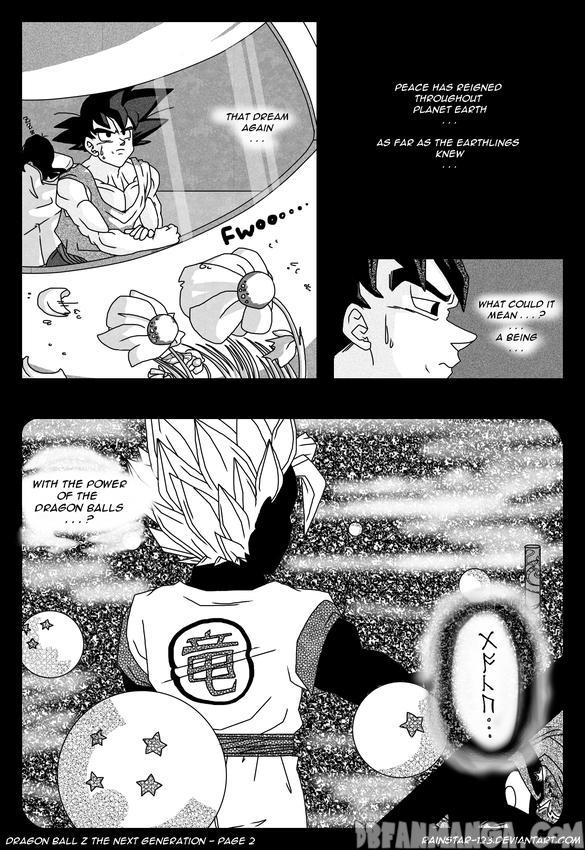 PEACE HAS REIGNED
THROUGHOUT
PLANET EARTH
. . .
AS FAR AS THE EARTHLINGS
KNEW
. . .
THAT DREAM
AGAIN
. . .
FWOO....
WHAT COULD IT
MEAN . . . . ?
. . .
A BEING
. . .
WITH THE POWER
OF THE
DRAGON BALLS
. . . . ?
竜
DRAGON BALL Z THE NEXT GENERATION - PAGE 2
DBFANMANGA.COM
RAINSTAR-123.DEVIANTART.COM